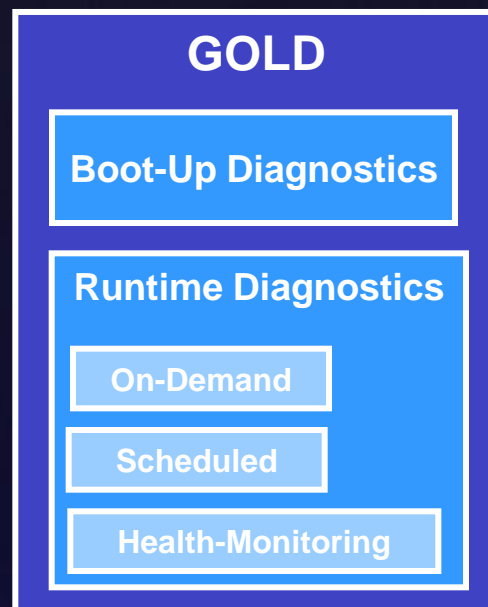 GOLD
Boot-Up Diagnostics
Runtime Diagnostics
On-Demand
Scheduled
Health-Monitoring